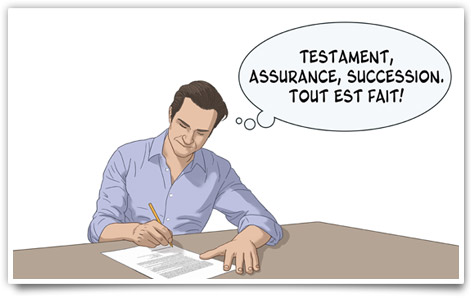 TESTAMENT,
ASSURANCE, SUCCESSION.
TOUT EST FAIT!